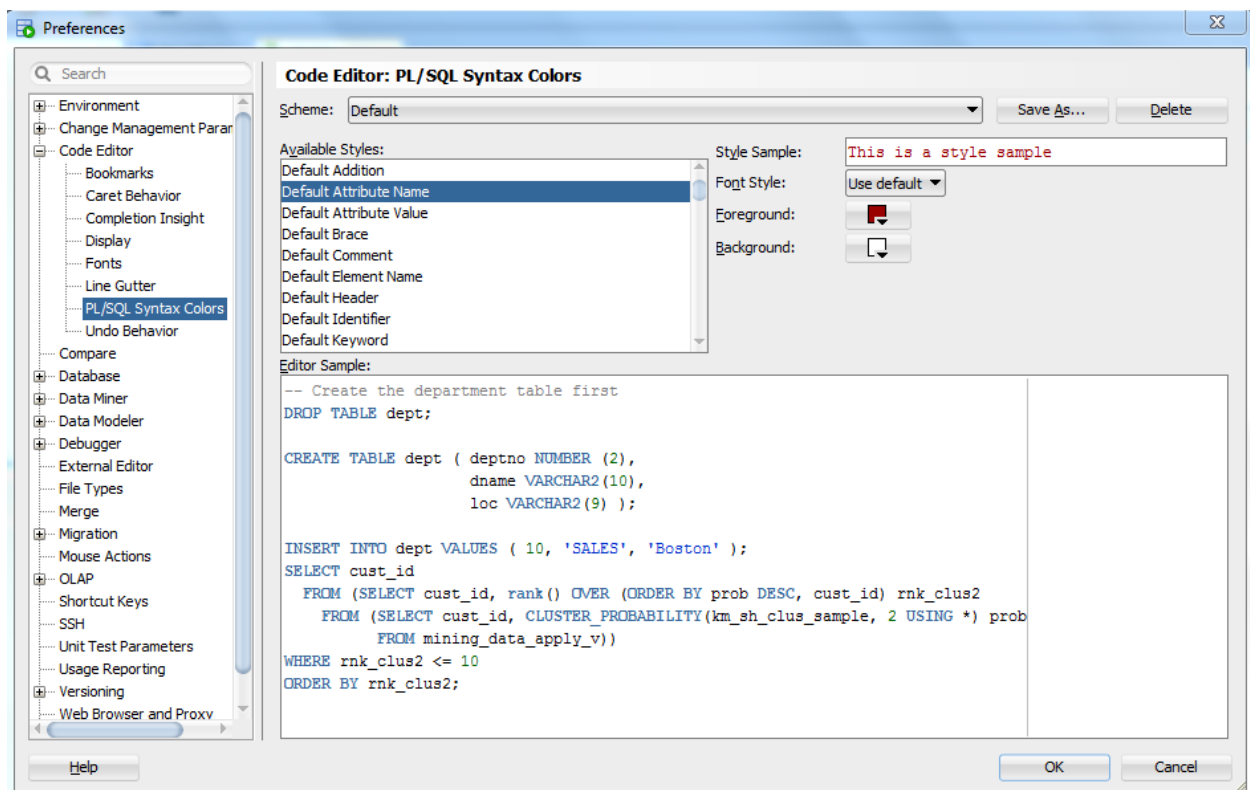 Preferences
Search
Environment
Change Management Parar
Code Editor
Bookmarks
Caret Behavior
Completion Insight
Display
Fonts
Line Gutter
PL/SQL Syntax Colors
Undo Behavior
Compare
Database
Data Miner
Data Modeler
Debugger
External Editor
File Types
Merge
Migration
Mouse Actions
OLAP
Shortcut Keys
SSH
Unit Test Parameters
Usage Reporting
Versioning
Web Browser and Proxy
Code Editor: PL/SQL Syntax Colors
Scheme: Default Save As... Delete
Available Styles:
Default Addition
Default Attribute Name
Default Attribute Value
Default Brace
Default Comment
Default Element Name
Default Header
Default Identifier
Default Keyword
Style Sample: This is a style sample
Font Style: Use default
Foreground:
Background:
Editor Sample:
-- Create the department table first
DROP TABLE dept;
CREATE TABLE dept ( deptno NUMBER (2),
dname VARCHAR2(10),
loc VARCHAR2(9) );
INSERT INTO dept VALUES ( 10, 'SALES', 'Boston' );
SELECT cust_id
FROM (SELECT cust_id, rank() OVER (ORDER BY prob DESC, cust_id) rnk_clus2
FROM (SELECT cust_id, CLUSTER_PROBABILITY(km_sh_clus_sample, 2 USING *) prob
FROM mining_data_apply_v))
WHERE rnk_clus2 <= 10
ORDER BY rnk_clus2;
Help OK Cancel